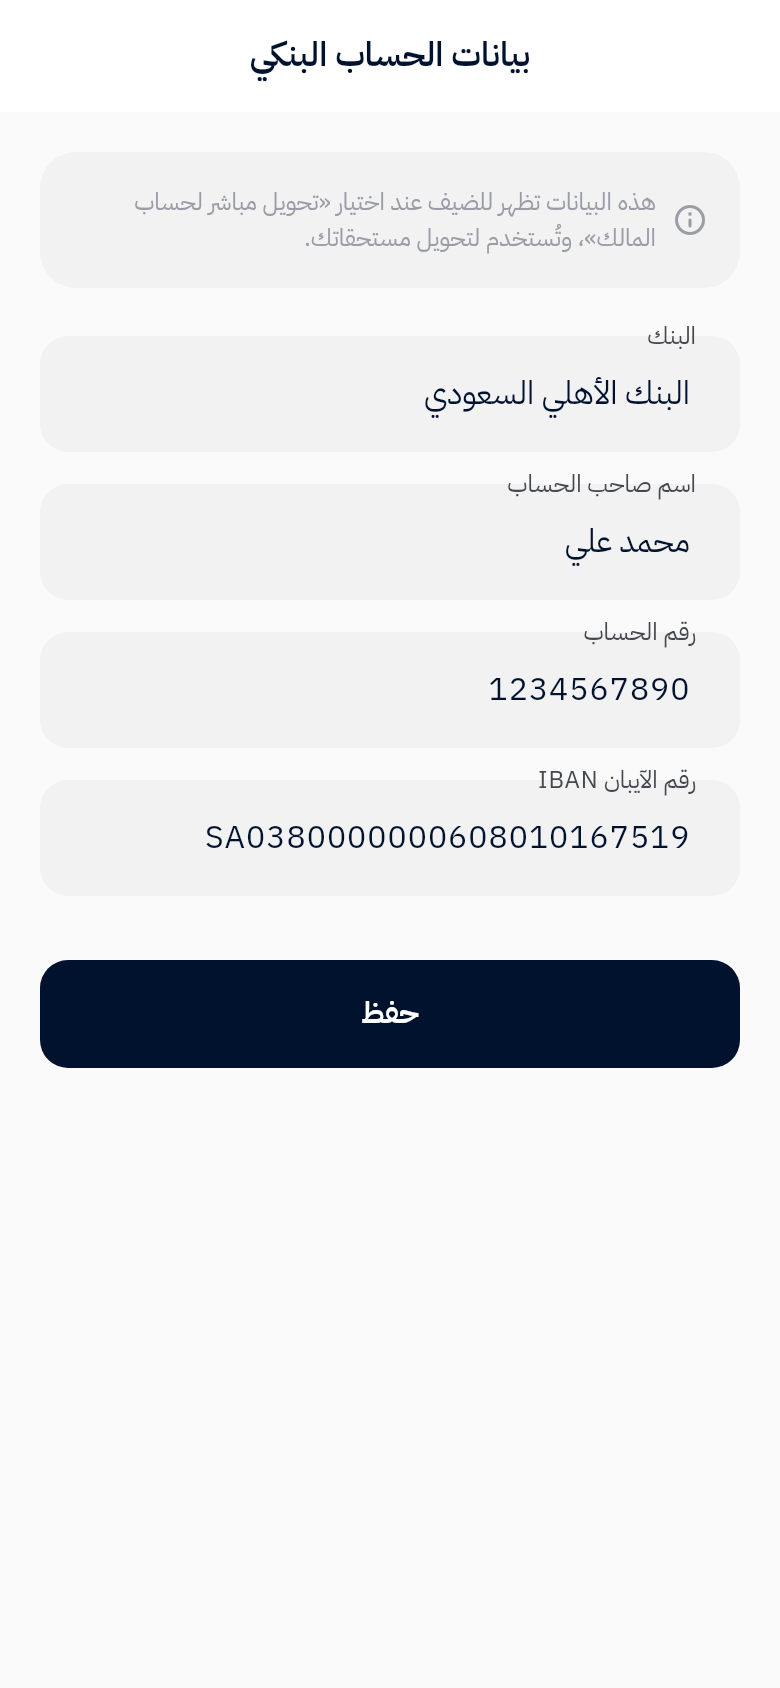 بيانات الحساب البنكي
هذه البيانات تظهر للضيف عند اختيار «تحويل مباشر لحساب
المالك»، وتُستخدم لتحويل مستحقاتك.
البنك
البنك الأهلي السعودي
اسم صاحب الحساب
محمد علي
رقم الحساب
1234567890
رقم الآيبان IBAN
SA0380000000608010167519
حفظ